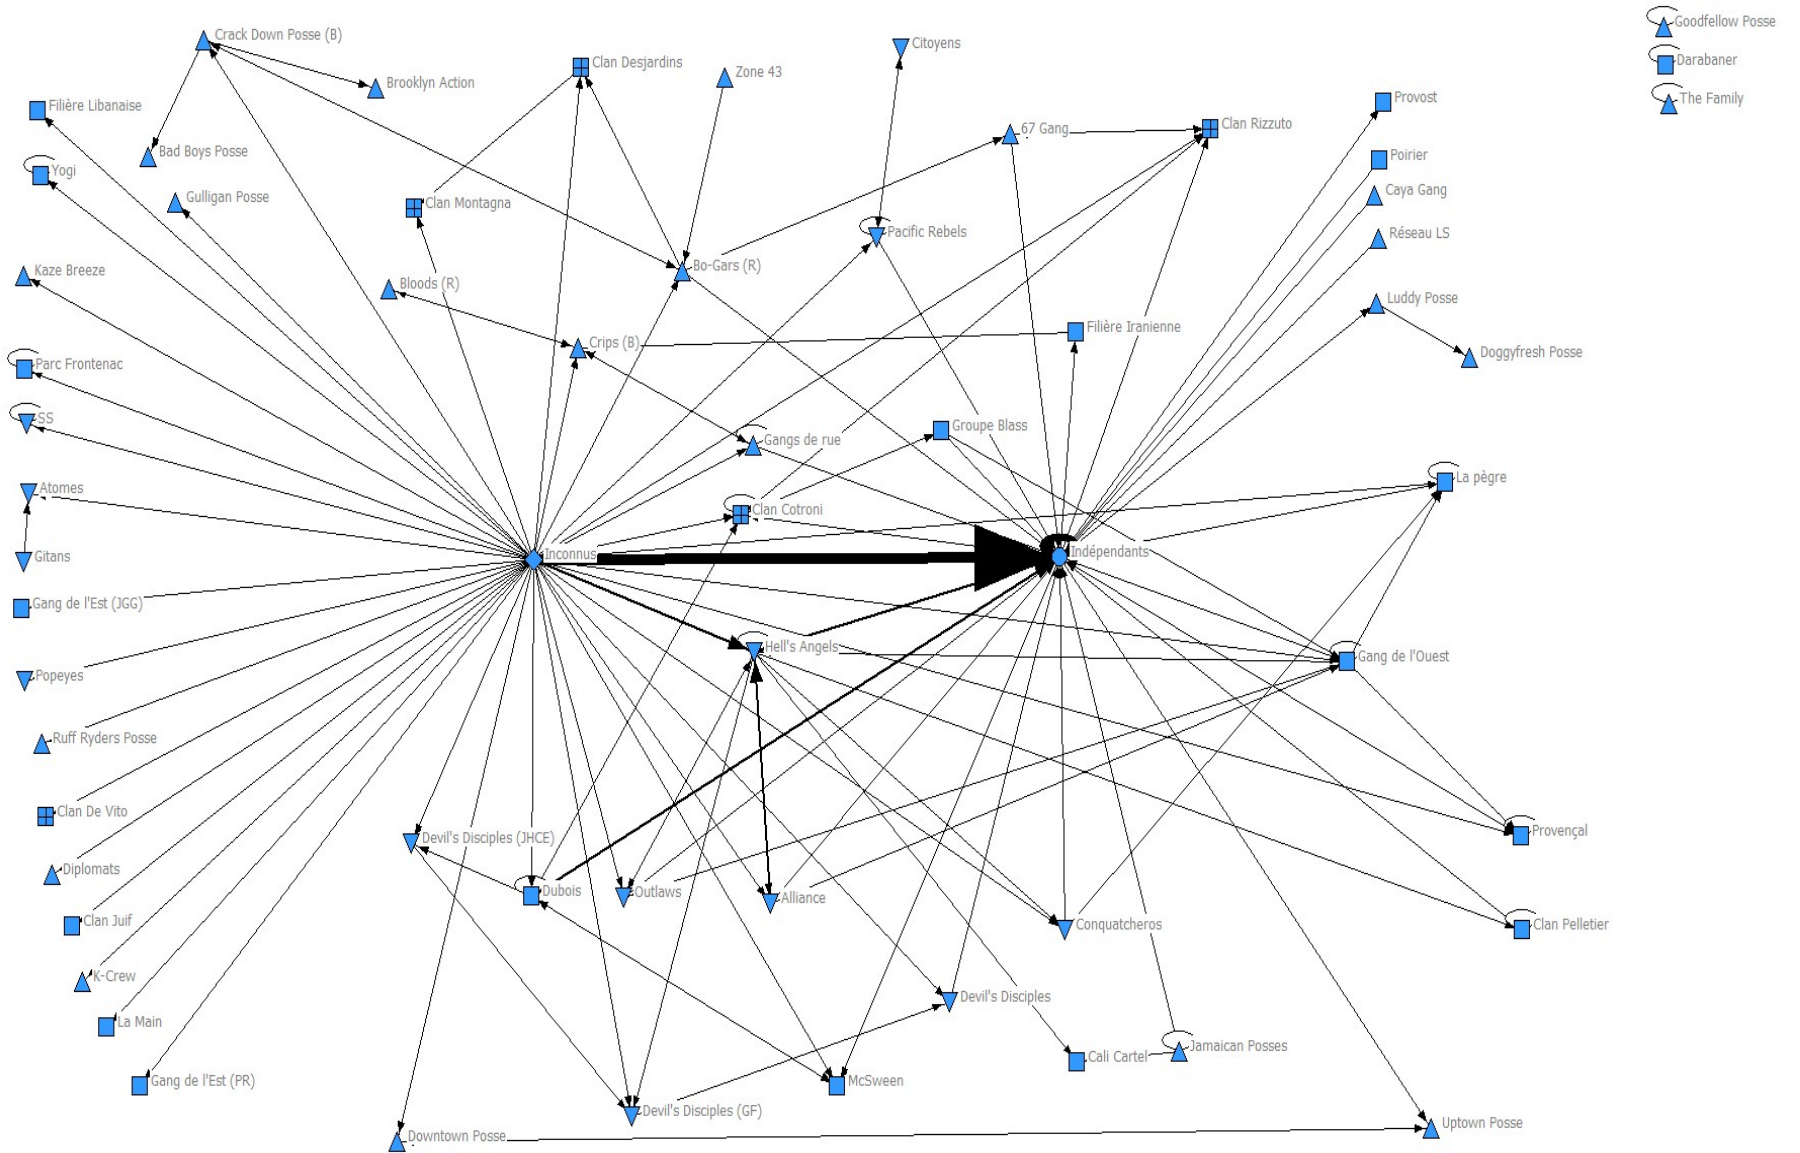 Goodfellow Posse
Crack Down Posse (B)
Citoyens
Clan Desjardins
Darabaner
Zone 43
Brooklyn Action
The Family
Provost
Filière Libanaise
67 Gang
Clan Rizzuto
Bad Boys Posse
Poirier
Yogi
Caya Gang
Gulligan Posse
Clan Montagna
Pacific Rebels
Réseau LS
Bo-Gars (R)
Kaze Breeze
Bloods (R)
Luddy Posse
Filière Iranienne
Crips (B)
Doggyfresh Posse
Parc Frontenac
SS
Groupe Blass
Gangs de rue
La pègre
Atomes
Clan Cotroni
Indépendants
Inconnus
Gitans
Gang de l'Est (JGG)
Hell's Angels
Gang de l'Ouest
Popeyes
Ruff Ryders Posse
Clan De Vito
Provençal
Devil's Disciples (JHCE)
Diplomats
Dubois
Outlaws
Alliance
Clan Juif
Conquatcheros
Clan Pelletier
K-Crew
Devil's Disciples
La Main
Jamaican Posses
Cali Cartel
Gang de l'Est (PR)
McSween
Devil's Disciples (GF)
Uptown Posse
Downtown Posse